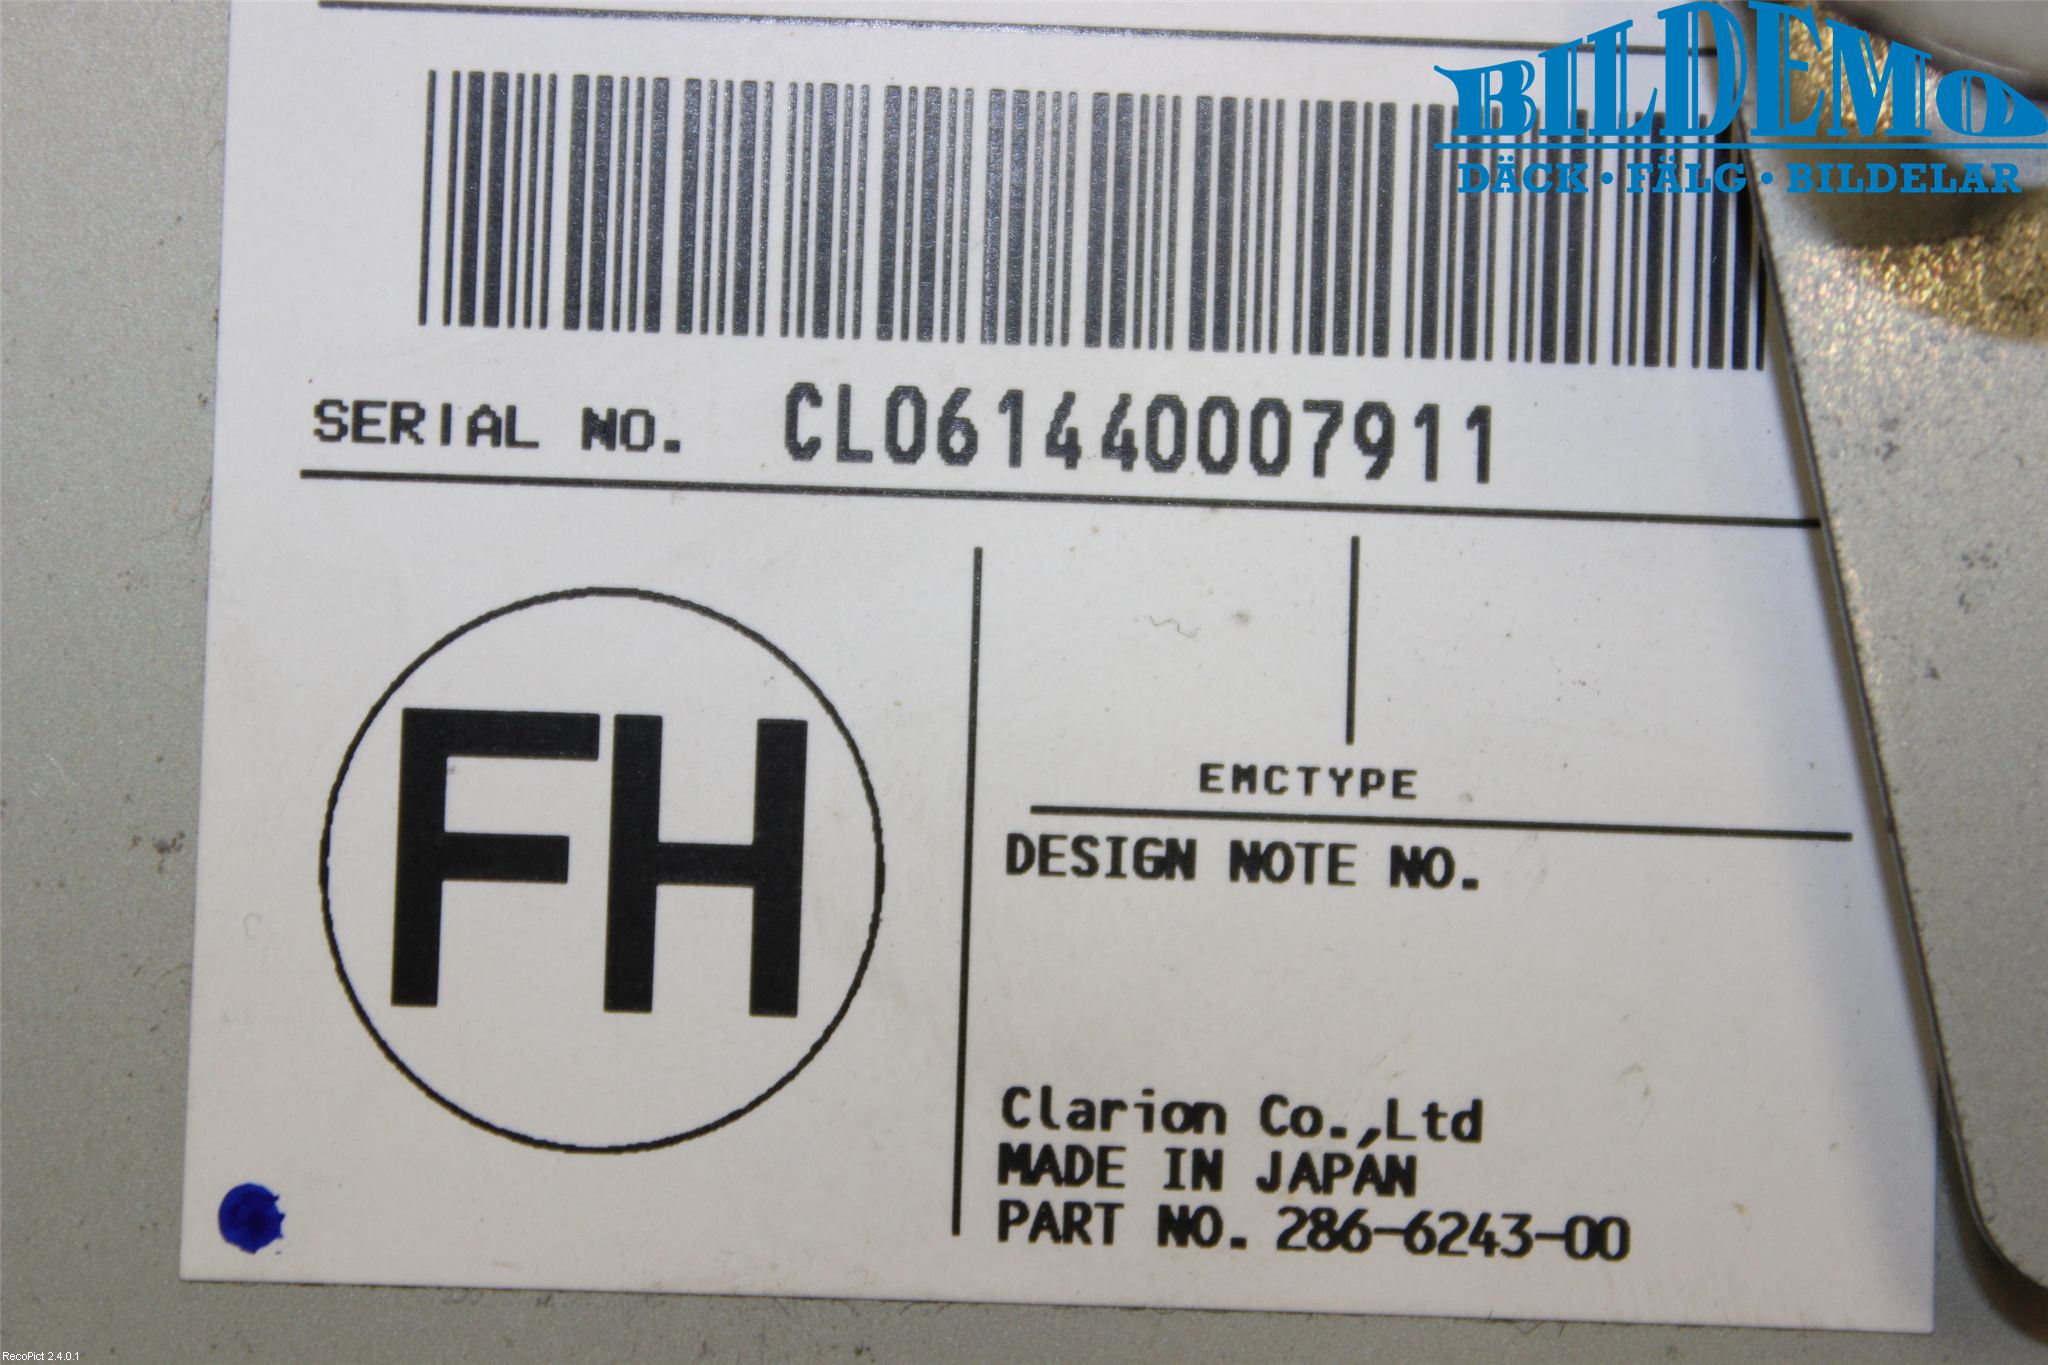 BILDEMO
DÄCK • FÄLG • BILDELAR
SERIAL NO. CL061440007911
FH
EMCTYPE
DESIGN NOTE NO.
Clarion Co.,Ltd
MADE IN JAPAN
PART NO. 286-6243-00
RecoPict 2.4.0.1